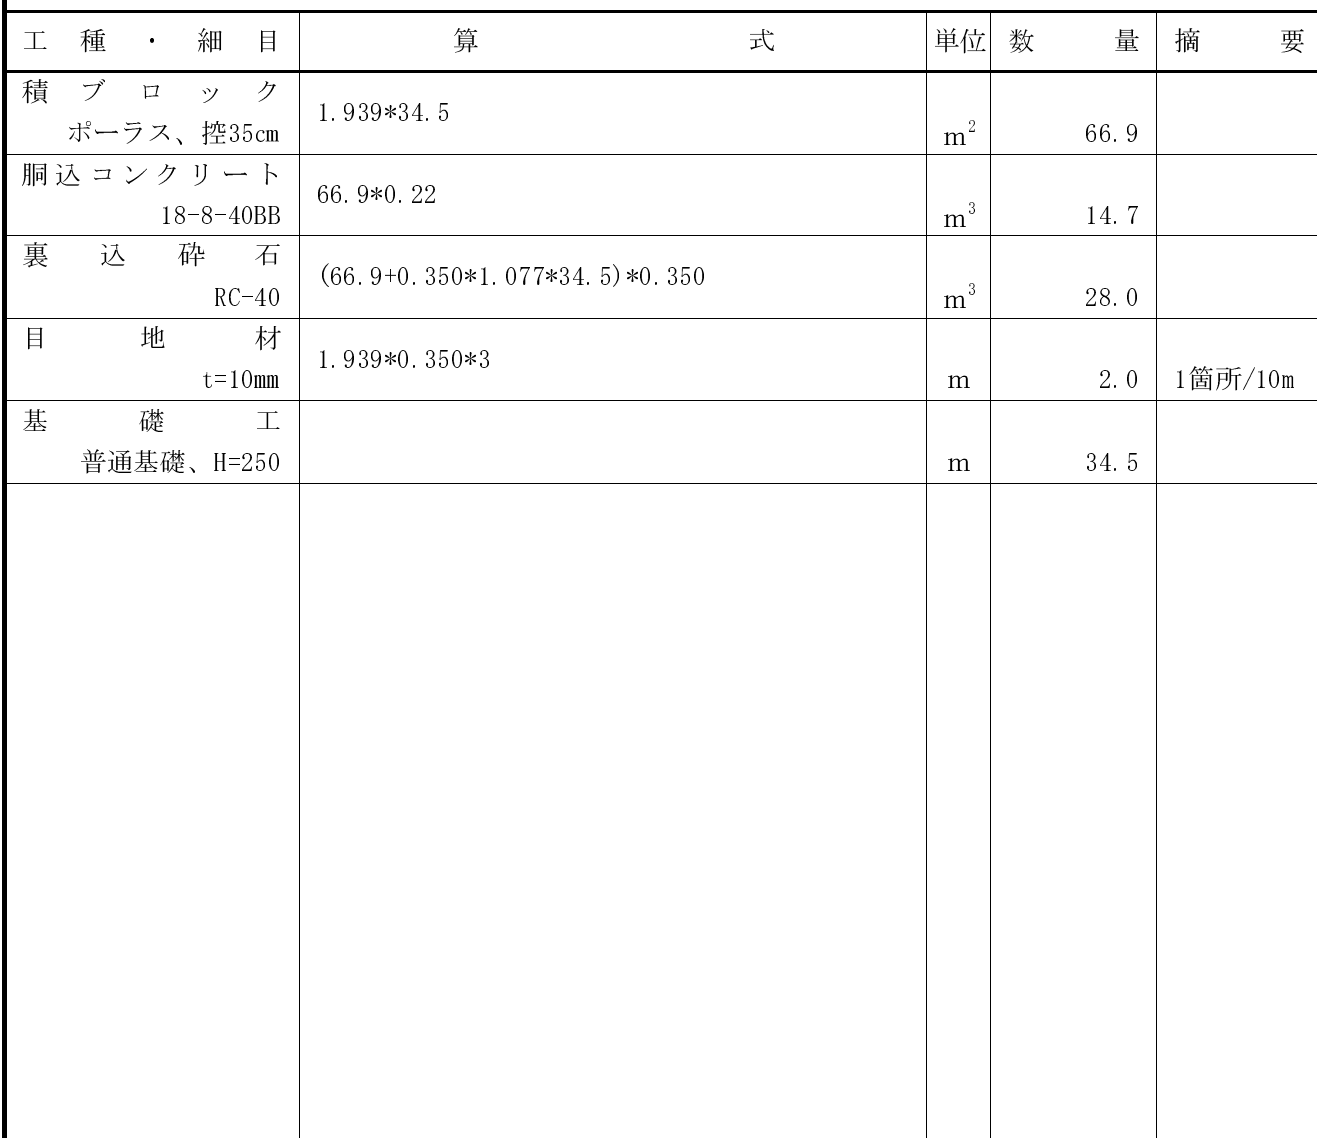 工種・細目 算式 単位 数量 摘要
積ブロック
ポーラス、控35cm 1.939*34.5 m² 66.9
胴込コンクリート
18-8-40BB 66.9*0.22 m³ 14.7
裏込砕石
RC-40 (66.9+0.350*1.077*34.5)*0.350 m³ 28.0
目地材
t=10mm 1.939*0.350*3 m 2.0 1箇所/10m
基礎工
普通基礎、H=250 m 34.5